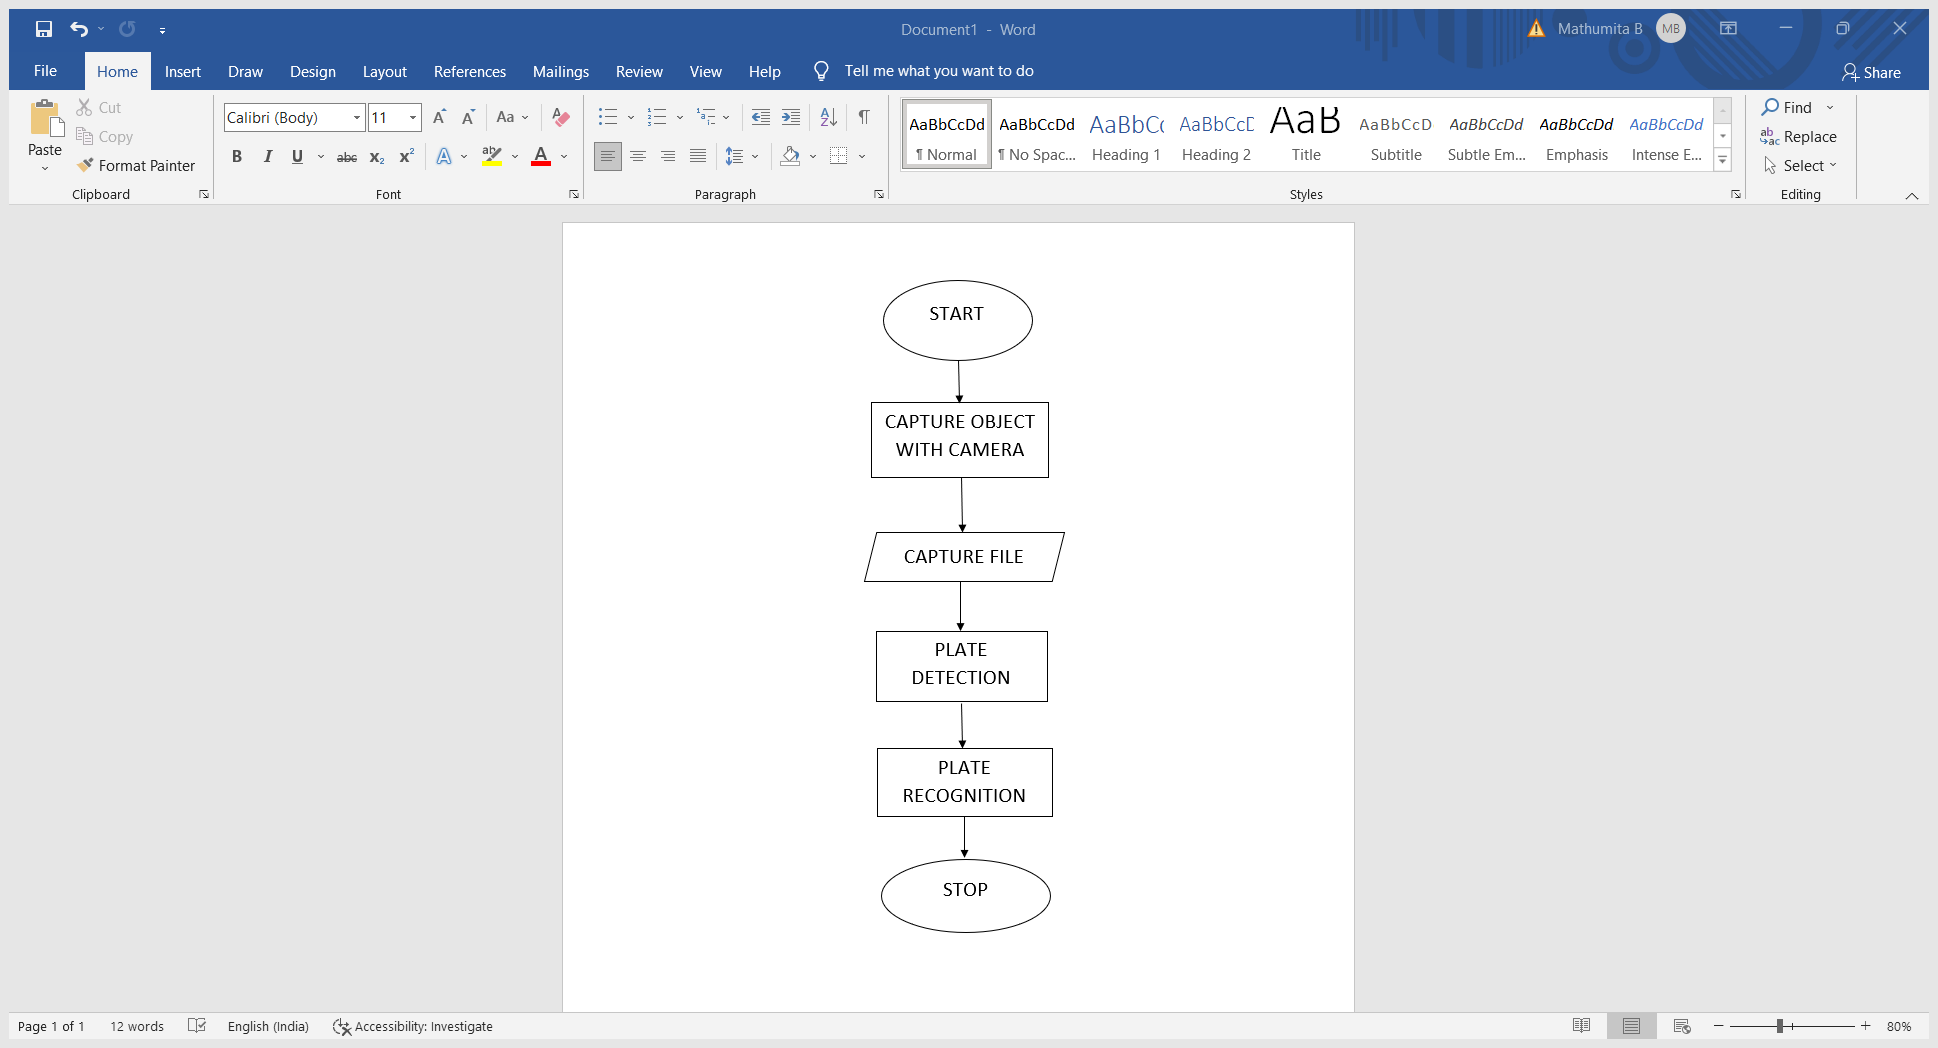 Document1 - Word
Mathumita B
MB
File
Home
Insert
Draw
Design
Layout
References
Mailings
Review
View
Help
Tell me what you want to do
Share
Paste
Cut
Copy
Format Painter
Clipboard
Calibri (Body)
11
Aa
B I U abc x₂ x² A ab A
Font
Paragraph
AaBbCcDd
¶ Normal
AaBbCcDd
¶ No Spac...
AaBbCc
Heading 1
AaBbCcE
Heading 2
AaB
Title
AaBbCcD
Subtitle
AaBbCcDd
Subtle Em...
AaBbCcDd
Emphasis
AaBbCcDd
Intense E...
Styles
Find
Replace
Select
Editing
START
CAPTURE OBJECT
WITH CAMERA
CAPTURE FILE
PLATE
DETECTION
PLATE
RECOGNITION
STOP
Page 1 of 1
12 words
English (India)
Accessibility: Investigate
80%